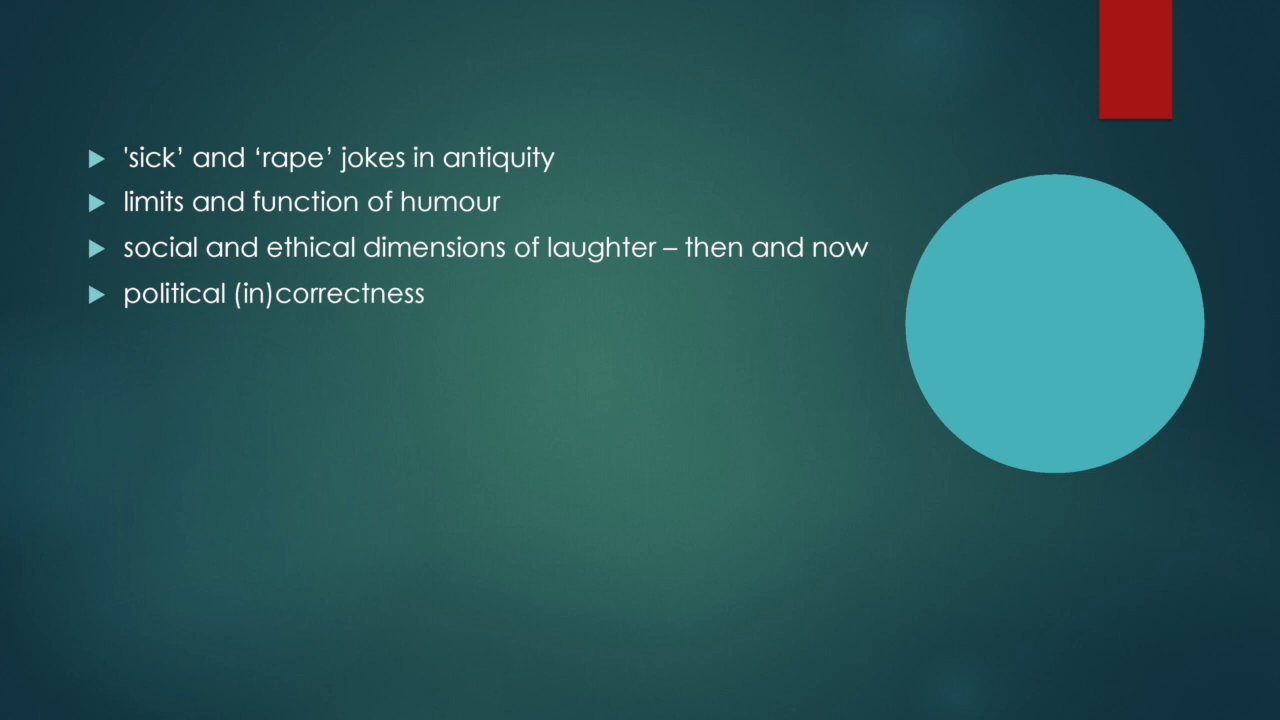 'sick’ and ‘rape’ jokes in antiquity
limits and function of humour
social and ethical dimensions of laughter – then and now
political (in)correctness